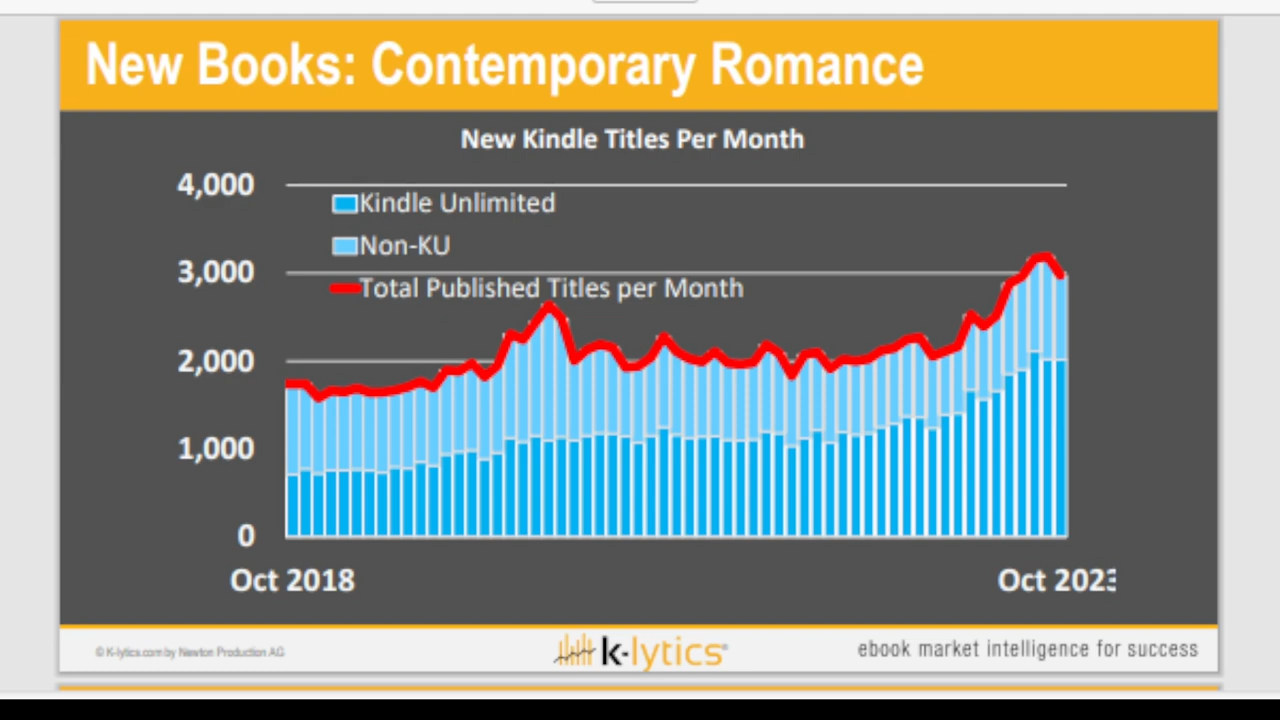 New Books: Contemporary Romance
New Kindle Titles Per Month
4,000
Kindle Unlimited
Non-KU
3,000
Total Published Titles per Month
2,000
1,000
0
Oct 2018
Oct 2023
© K-lytics.com by Newton Production AG
k-lytics®
ebook market intelligence for success